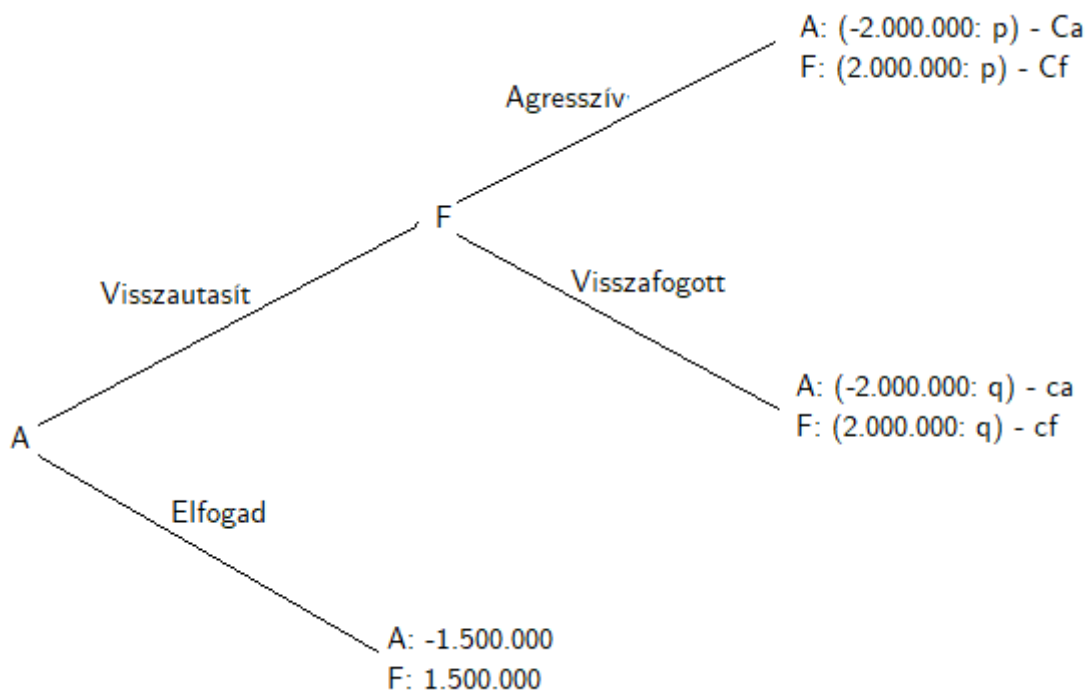 A: (-2.000.000: p) - Ca
F: (2.000.000: p) - Cf
Agresszív
F
Visszafogott
Visszautasít
A: (-2.000.000: q) - ca
F: (2.000.000: q) - cf
A
Elfogad
A: -1.500.000
F: 1.500.000